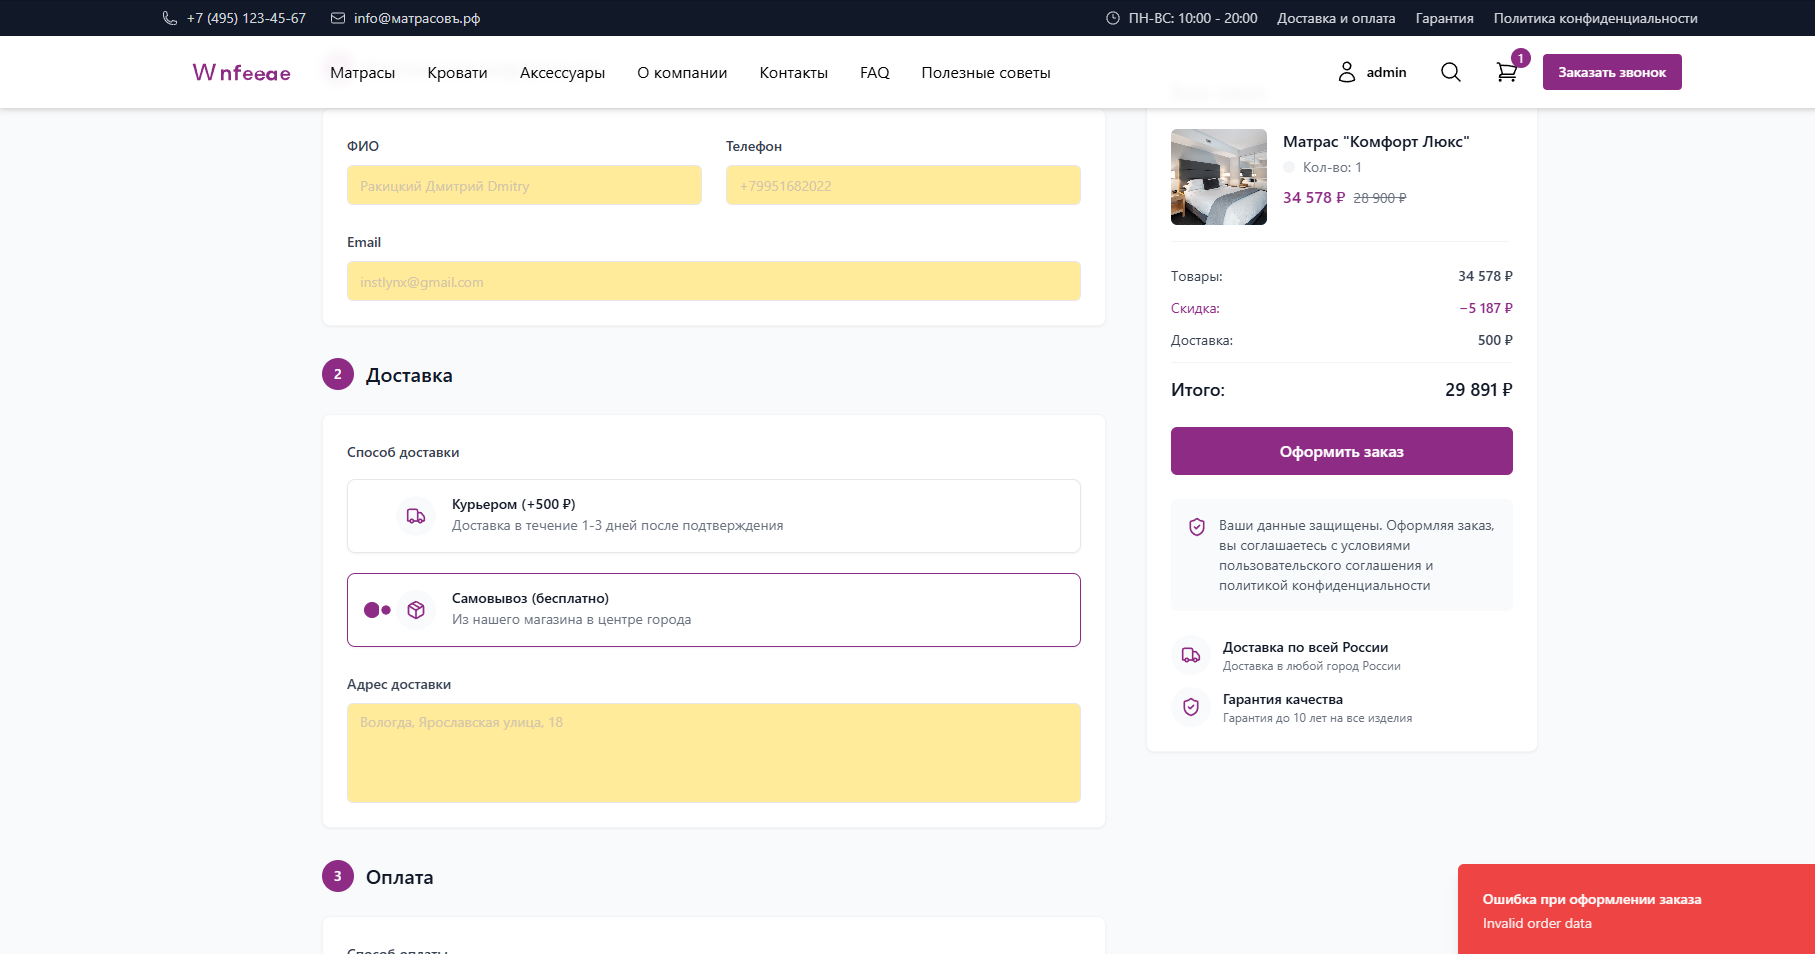 +7 (495) 123-45-67
info@матрасовъ.рф
ПН-ВС: 10:00 - 20:00
Доставка и оплата
Гарантия
Политика конфиденциальности
Wnfeeae
Матрасы
Кровати
Аксессуары
О компании
Контакты
FAQ
Полезные советы
admin
1
Заказать звонок
ФИО
Ракицкий Дмитрий Dmitry
Телефон
+79951682022
Email
instlynx@gmail.com
2 Доставка
Способ доставки
Курьером (+500 ₽)
Доставка в течение 1-3 дней после подтверждения
Самовывоз (бесплатно)
Из нашего магазина в центре города
Адрес доставки
Вологда, Ярославская улица, 18
3 Оплата
Способ оплаты
Матрас "Комфорт Люкс"
Кол-во: 1
34 578 ₽ 28 900 ₽
Товары: 34 578 ₽
Скидка: −5 187 ₽
Доставка: 500 ₽
Итого: 29 891 ₽
Оформить заказ
Ваши данные защищены. Оформляя заказ,
вы соглашаетесь с условиями
пользовательского соглашения и
политикой конфиденциальности
Доставка по всей России
Доставка в любой город России
Гарантия качества
Гарантия до 10 лет на все изделия
Ошибка при оформлении заказа
Invalid order data